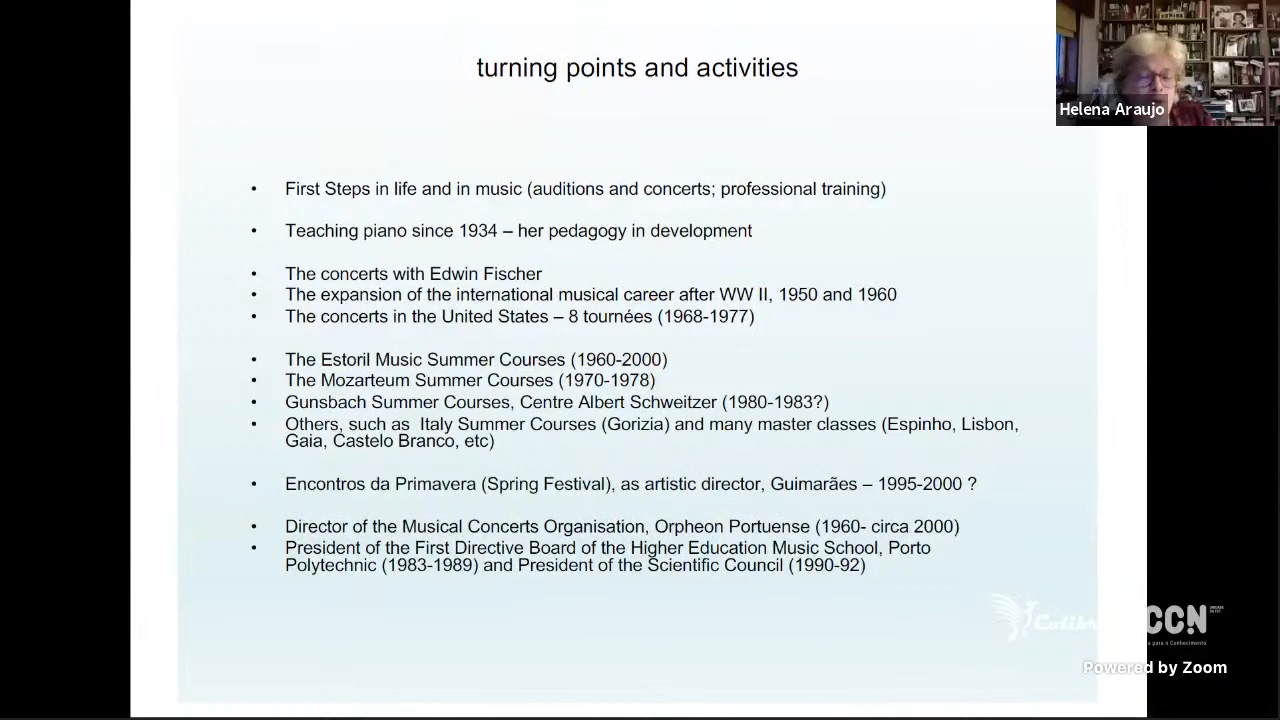 turning points and activities
Helena Araujo
• First Steps in life and in music (auditions and concerts; professional training)
• Teaching piano since 1934 – her pedagogy in development
• The concerts with Edwin Fischer
• The expansion of the international musical career after WW II, 1950 and 1960
• The concerts in the United States – 8 tournées (1968-1977)
• The Estoril Music Summer Courses (1960-2000)
• The Mozarteum Summer Courses (1970-1978)
• Gunsbach Summer Courses, Centre Albert Schweitzer (1980-1983?)
• Others, such as  Italy Summer Courses (Gorizia) and many master classes (Espinho, Lisbon,
Gaia, Castelo Branco, etc)
• Encontros da Primavera (Spring Festival), as artistic director, Guimarães – 1995-2000 ?
• Director of the Musical Concerts Organisation, Orpheon Portuense (1960- circa 2000)
• President of the First Directive Board of the Higher Education Music School, Porto
Polytechnic (1983-1989) and President of the Scientific Council (1990-92)
CCN
para o Conhecimento
Powered by Zoom